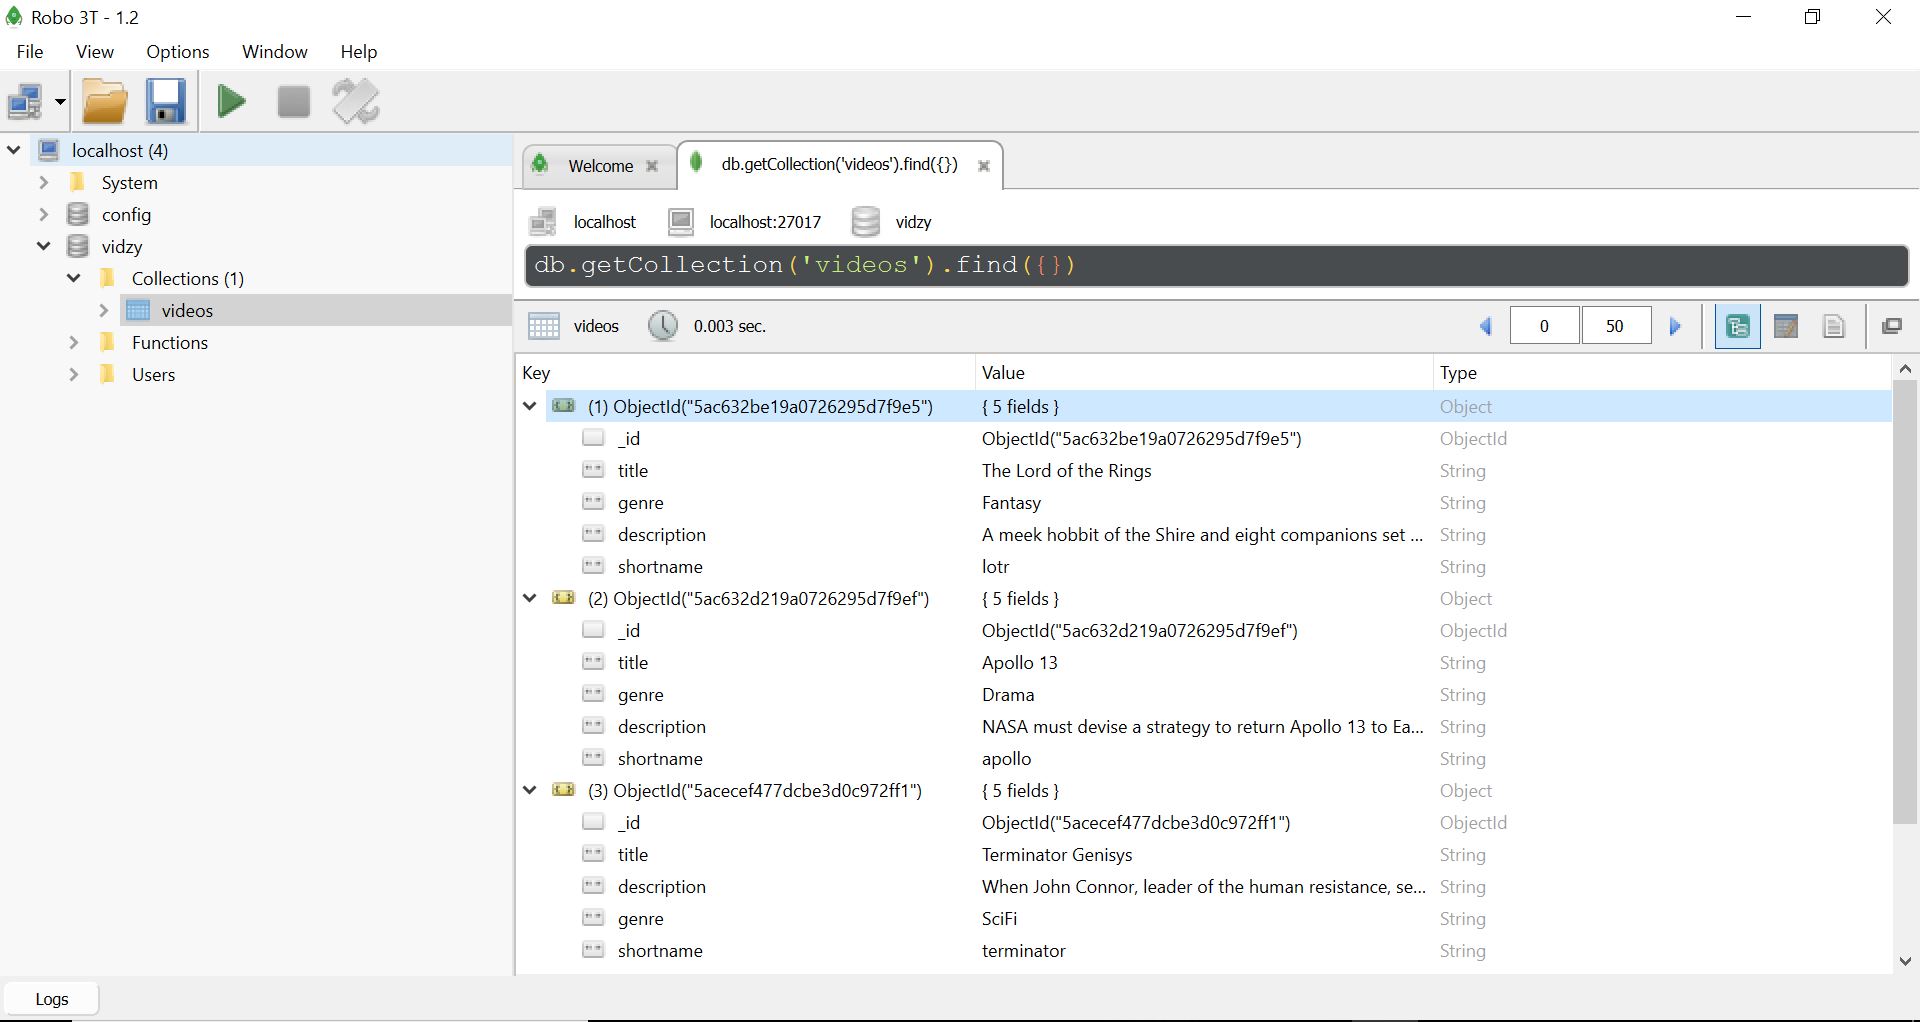 Robo 3T - 1.2
File View Options Window Help
localhost (4)
System
config
vidzy
Collections (1)
videos
Functions
Users
Welcome db.getCollection('videos').find({})
localhost localhost:27017 vidzy
db.getCollection('videos').find({})
videos 0.003 sec. 0 50
Key Value Type
(1) ObjectId("5ac632be19a0726295d7f9e5") { 5 fields } Object
_id ObjectId("5ac632be19a0726295d7f9e5") ObjectId
title The Lord of the Rings String
genre Fantasy String
description A meek hobbit of the Shire and eight companions set ... String
shortname lotr String
(2) ObjectId("5ac632d219a0726295d7f9ef") { 5 fields } Object
_id ObjectId("5ac632d219a0726295d7f9ef") ObjectId
title Apollo 13 String
genre Drama String
description NASA must devise a strategy to return Apollo 13 to Ea... String
shortname apollo String
(3) ObjectId("5acecef477dcbe3d0c972ff1") { 5 fields } Object
_id ObjectId("5acecef477dcbe3d0c972ff1") ObjectId
title Terminator Genisys String
description When John Connor, leader of the human resistance, se... String
genre SciFi String
shortname terminator String
Logs